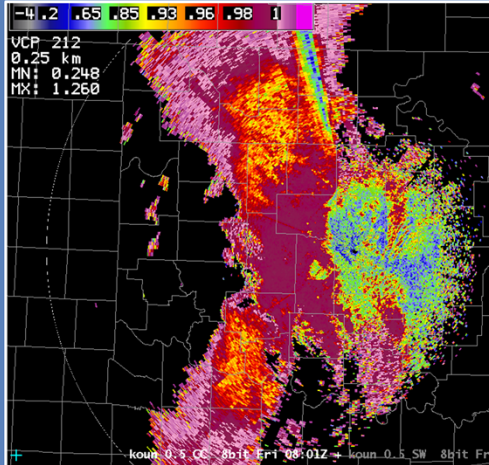 -4 .2 .65 .85 .93 .96 .98 1
VCP 212
0.25 km
MN: 0.248
MX: 1.260
koun 0.5 CC 8bit Fri 08:01Z + koun 0.5 SW 8bit Fri